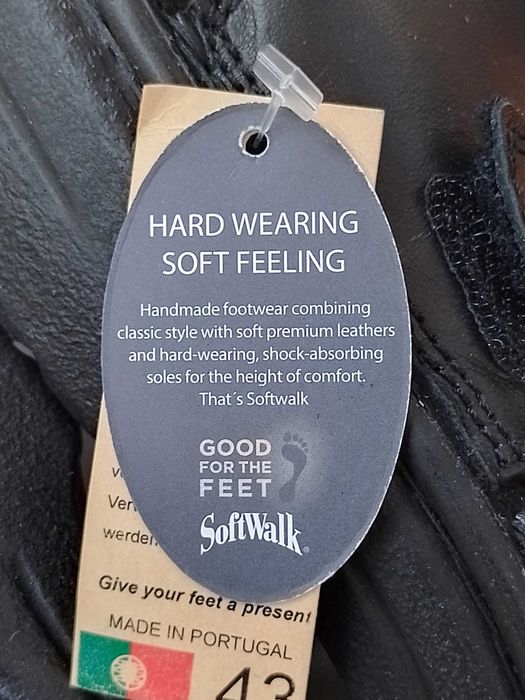 HARD WEARING
SOFT FEELING
Handmade footwear combining
classic style with soft premium leathers
and hard-wearing, shock-absorbing
soles for the height of comfort.
That´s Softwalk
GOOD
FOR THE
FEET
SoftWalk®
werden
Give your feet a present
MADE IN PORTUGAL
43